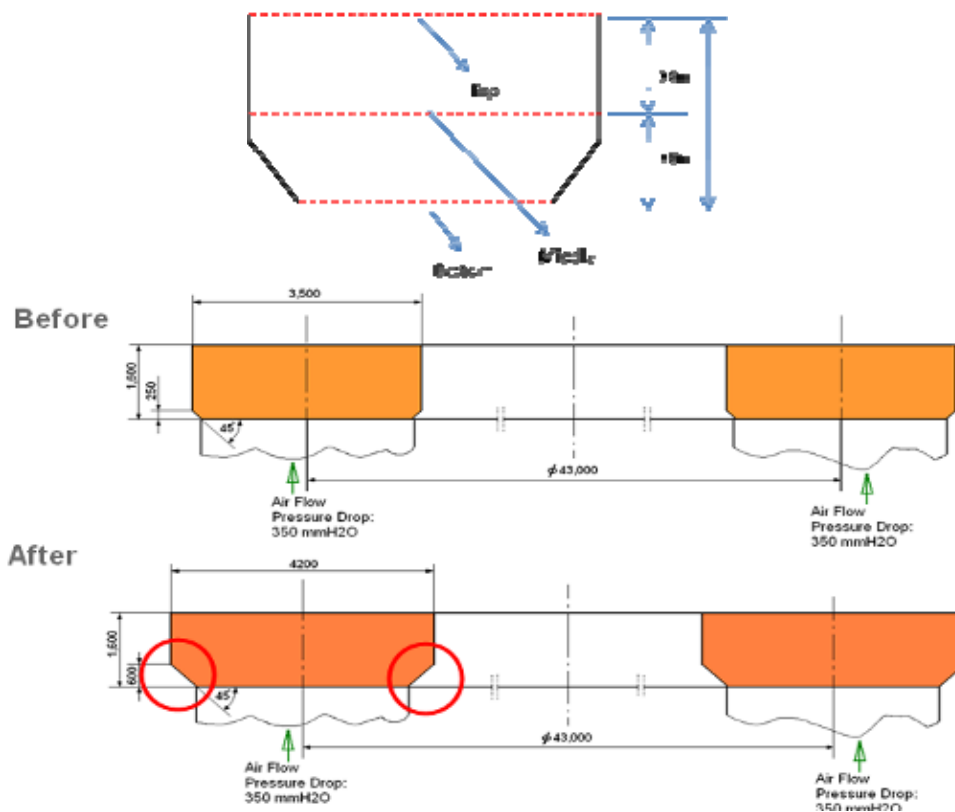 Before
3,500
1,500
250
45
ϕ43,000
Air Flow
Pressure Drop:
350 mmH2O
Air Flow
Pressure Drop:
350 mmH2O
After
4200
1,600
600
45
ϕ43,000
Air Flow
Pressure Drop:
350 mmH2O
Air Flow
Pressure Drop:
350 mmH2O